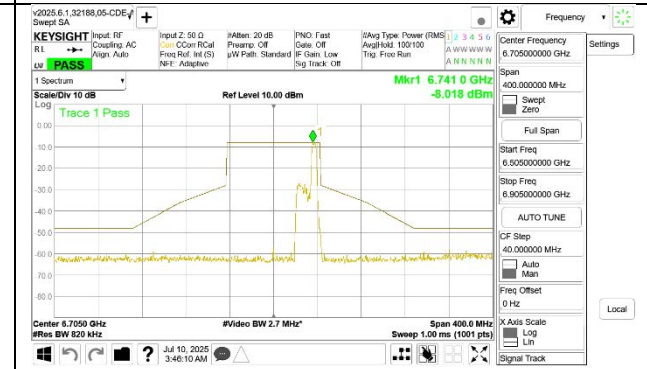 v2025.6.1,32188,05-CDE
Swept SA
Frequency
KEYSIGHT
RL
LW PASS
Input: RF
Coupling: AC
Align: Auto
Input Z: 50 Ω
Corr CCorr RCal
Freq Ref: Int (S)
NFE: Adaptive
#Atten: 20 dB
Preamp: Off
µW Path: Standard
PNO: Fast
Gate: Off
IF Gain: Low
Sig Track: Off
#Avg Type: Power (RMS
Avg|Hold: 100/100
Trig: Free Run
1 2 3 4 5 6
A W W W W W
A N N N N N
1 Spectrum
Scale/Div 10 dB
Log
Ref Level 10.00 dBm
Mkr1 6.741 0 GHz
-8.018 dBm
Trace 1 Pass
1
0.00
-10.0
-20.0
-30.0
-40.0
-50.0
-60.0
-70.0
-80.0
Center 6.7050 GHz
#Res BW 820 kHz
#Video BW 2.7 MHz*
Span 400.0 MHz
Sweep 1.00 ms (1001 pts)
Jul 10, 2025
3:46:10 AM
?
Center Frequency
6.705000000 GHz
Settings
Span
400.000000 MHz
Swept
Zero
Full Span
Start Freq
6.505000000 GHz
Stop Freq
6.905000000 GHz
AUTO TUNE
CF Step
40.000000 MHz
Auto
Man
Freq Offset
0 Hz
Local
X Axis Scale
Log
Lin
Signal Track